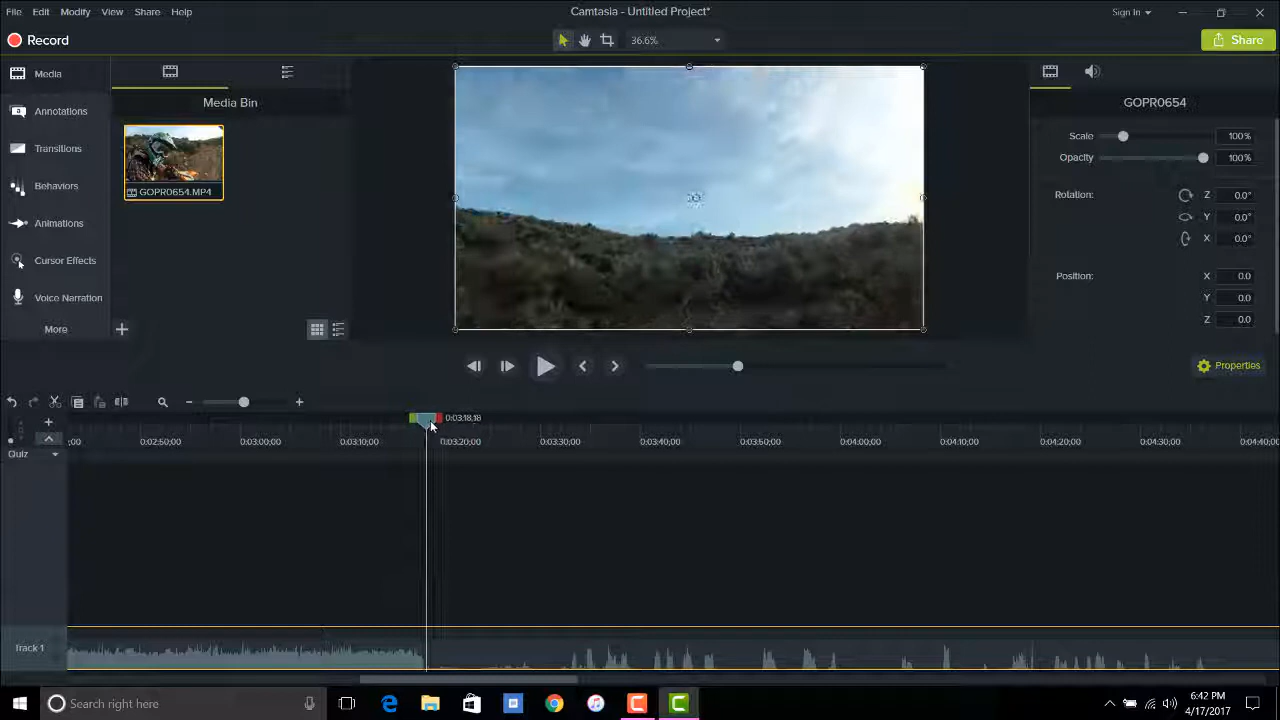 File Edit Modify View Share Help
Camtasia - Untitled Project*
Sign In
Record
36.6%
Share
Media
Annotations
Transitions
Behaviors
Animations
Cursor Effects
Voice Narration
More
Media Bin
GOPR0654.MP4
GOPR0654
Scale 100%
Opacity 100%
Rotation: Z 0.0°
Y 0.0°
X 0.0°
Position: X 0.0
Y 0.0
Z 0.0
Properties
0:03:18;18
;00 0:02:50;00 0:03:00;00 0:03:10;00 0:03:20;00 0:03:30;00 0:03:40;00 0:03:50;00 0:04:00;00 0:04:10;00 0:04:20;00 0:04:30;00 0:04:40;00
Quiz
Track 1
Search right here
6:42 PM
4/17/2017